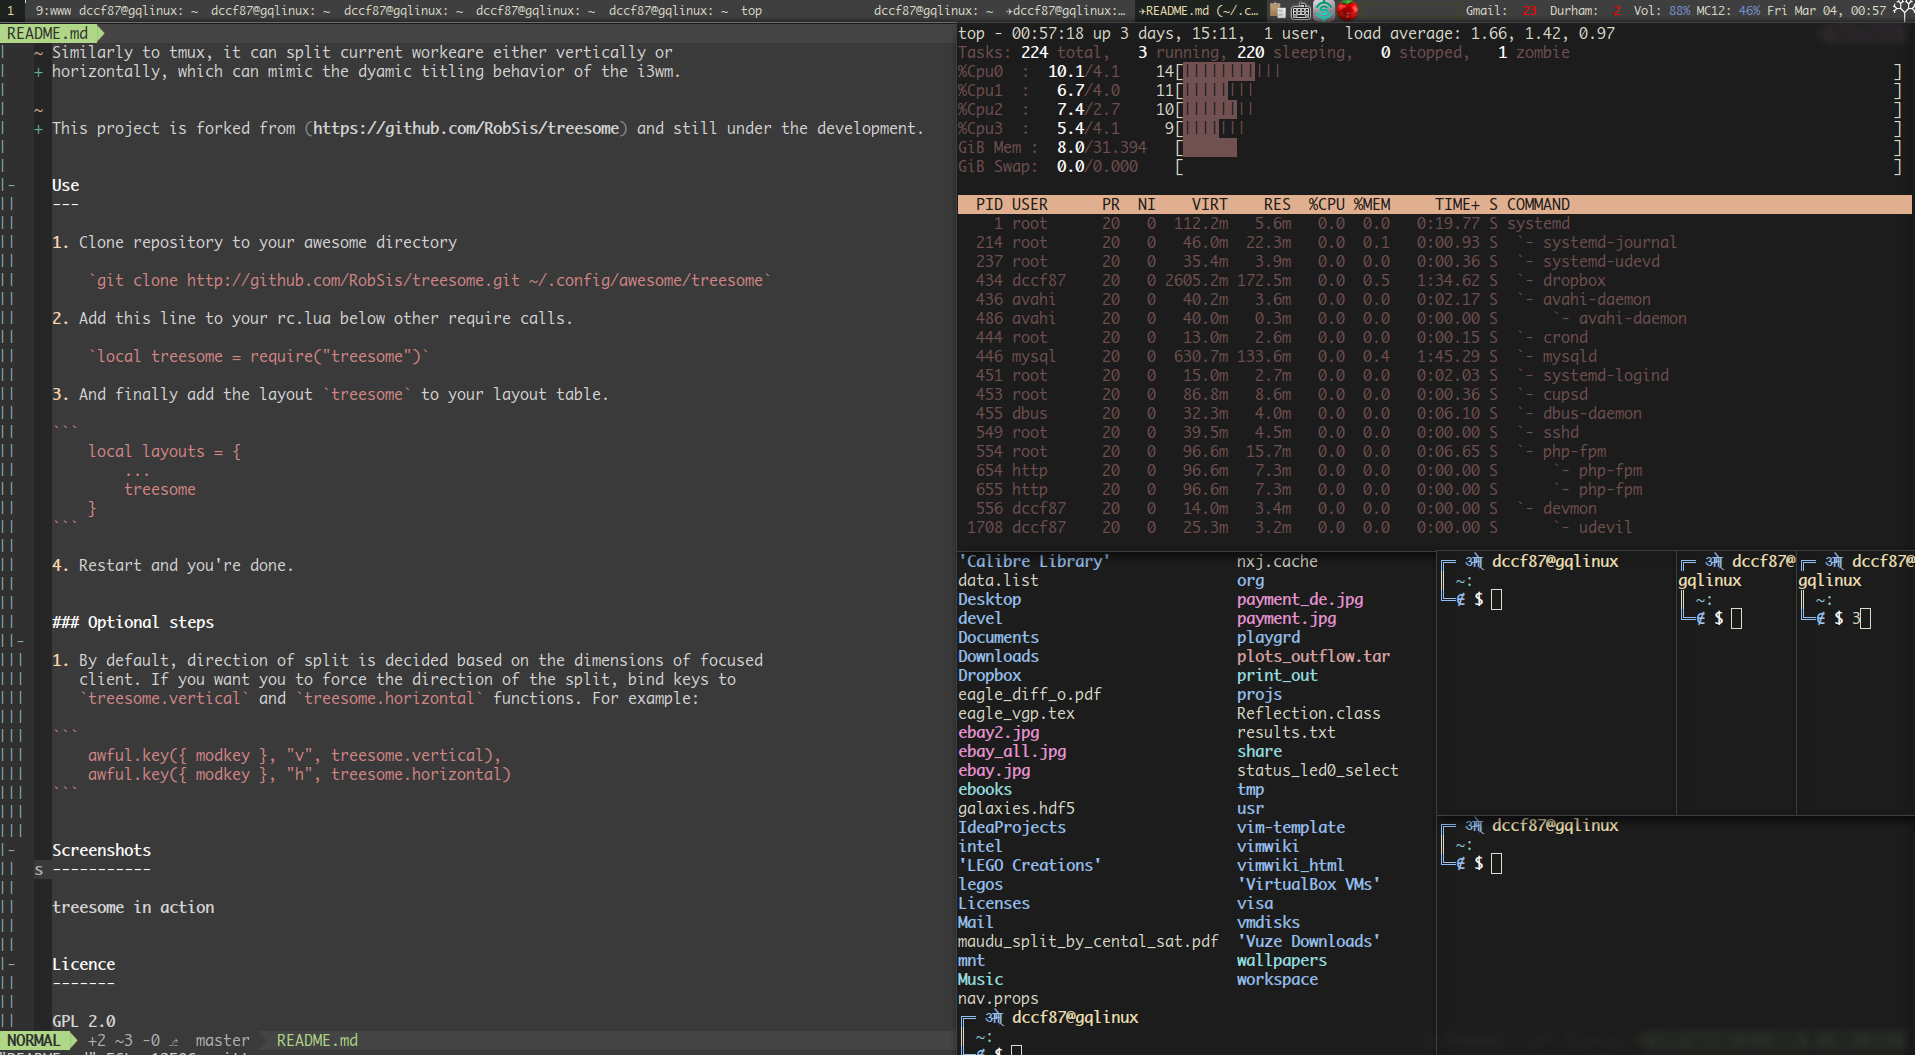 1 9:www dccf87@gqlinux: ~ dccf87@gqlinux: ~ dccf87@gqlinux: ~ dccf87@gqlinux: ~ dccf87@gqlinux: ~ top dccf87@gqlinux: ~ ✈dccf87@gqlinux:… ✈README.md (~/.c… Gmail: 23 Durham: 2 Vol: 88% MC12: 46% Fri Mar 04, 00:57
README.md
~ Similarly to tmux, it can split current workeare either vertically or
+ horizontally, which can mimic the dyamic titling behavior of the i3wm.
~
+ This project is forked from (https://github.com/RobSis/treesome) and still under the development.
Use
---
1. Clone repository to your awesome directory
`git clone http://github.com/RobSis/treesome.git ~/.config/awesome/treesome`
2. Add this line to your rc.lua below other require calls.
`local treesome = require("treesome")`
3. And finally add the layout `treesome` to your layout table.
```
local layouts = {
...
treesome
}
```
4. Restart and you're done.
### Optional steps
1. By default, direction of split is decided based on the dimensions of focused
client. If you want you to force the direction of the split, bind keys to
`treesome.vertical` and `treesome.horizontal` functions. For example:
```
awful.key({ modkey }, "v", treesome.vertical),
awful.key({ modkey }, "h", treesome.horizontal)
```
Screenshots
S -----------
treesome in action
Licence
-------
GPL 2.0
NORMAL +2 ~3 -0 master README.md
top - 00:57:18 up 3 days, 15:11, 1 user, load average: 1.66, 1.42, 0.97
Tasks: 224 total, 3 running, 220 sleeping, 0 stopped, 1 zombie
%Cpu0 : 10.1/4.1 14[||||||||||| ]
%Cpu1 : 6.7/4.0 11[|||||||| ]
%Cpu2 : 7.4/2.7 10[|||||||| ]
%Cpu3 : 5.4/4.1 9[||||||| ]
GiB Mem : 8.0/31.394 [ ]
GiB Swap: 0.0/0.000 [ ]
PID USER PR NI VIRT RES %CPU %MEM TIME+ S COMMAND
1 root 20 0 112.2m 5.6m 0.0 0.0 0:19.77 S systemd
214 root 20 0 46.0m 22.3m 0.0 0.1 0:00.93 S `- systemd-journal
237 root 20 0 35.4m 3.9m 0.0 0.0 0:00.36 S `- systemd-udevd
434 dccf87 20 0 2605.2m 172.5m 0.0 0.5 1:34.62 S `- dropbox
436 avahi 20 0 40.2m 3.6m 0.0 0.0 0:02.17 S `- avahi-daemon
486 avahi 20 0 40.0m 0.3m 0.0 0.0 0:00.00 S `- avahi-daemon
444 root 20 0 13.0m 2.6m 0.0 0.0 0:00.15 S `- crond
446 mysql 20 0 630.7m 133.6m 0.0 0.4 1:45.29 S `- mysqld
451 root 20 0 15.0m 2.7m 0.0 0.0 0:02.03 S `- systemd-logind
453 root 20 0 86.8m 8.6m 0.0 0.0 0:00.36 S `- cupsd
455 dbus 20 0 32.3m 4.0m 0.0 0.0 0:06.10 S `- dbus-daemon
549 root 20 0 39.5m 4.5m 0.0 0.0 0:00.00 S `- sshd
554 root 20 0 96.6m 15.7m 0.0 0.0 0:06.65 S `- php-fpm
654 http 20 0 96.6m 7.3m 0.0 0.0 0:00.00 S `- php-fpm
655 http 20 0 96.6m 7.3m 0.0 0.0 0:00.00 S `- php-fpm
556 dccf87 20 0 14.0m 3.4m 0.0 0.0 0:00.00 S `- devmon
1708 dccf87 20 0 25.3m 3.2m 0.0 0.0 0:00.00 S `- udevil
'Calibre Library' nxj.cache
data.list org
Desktop payment_de.jpg
devel payment.jpg
Documents playgrd
Downloads plots_outflow.tar
Dropbox print_out
eagle_diff_o.pdf projs
eagle_vgp.tex Reflection.class
ebay2.jpg results.txt
ebay_all.jpg share
ebay.jpg status_led0_select
ebooks tmp
galaxies.hdf5 usr
IdeaProjects vim-template
intel vimwiki
'LEGO Creations' vimwiki_html
legos 'VirtualBox VMs'
Licenses visa
Mail vmdisks
maudu_split_by_cental_sat.pdf 'Vuze Downloads'
mnt wallpapers
Music workspace
nav.props
dccf87@gqlinux
~:
$
dccf87@gqlinux
~:
$
dccf87@
gqlinux
~:
$
dccf87@
gqlinux
~:
$ 3
dccf87@gqlinux
~:
$